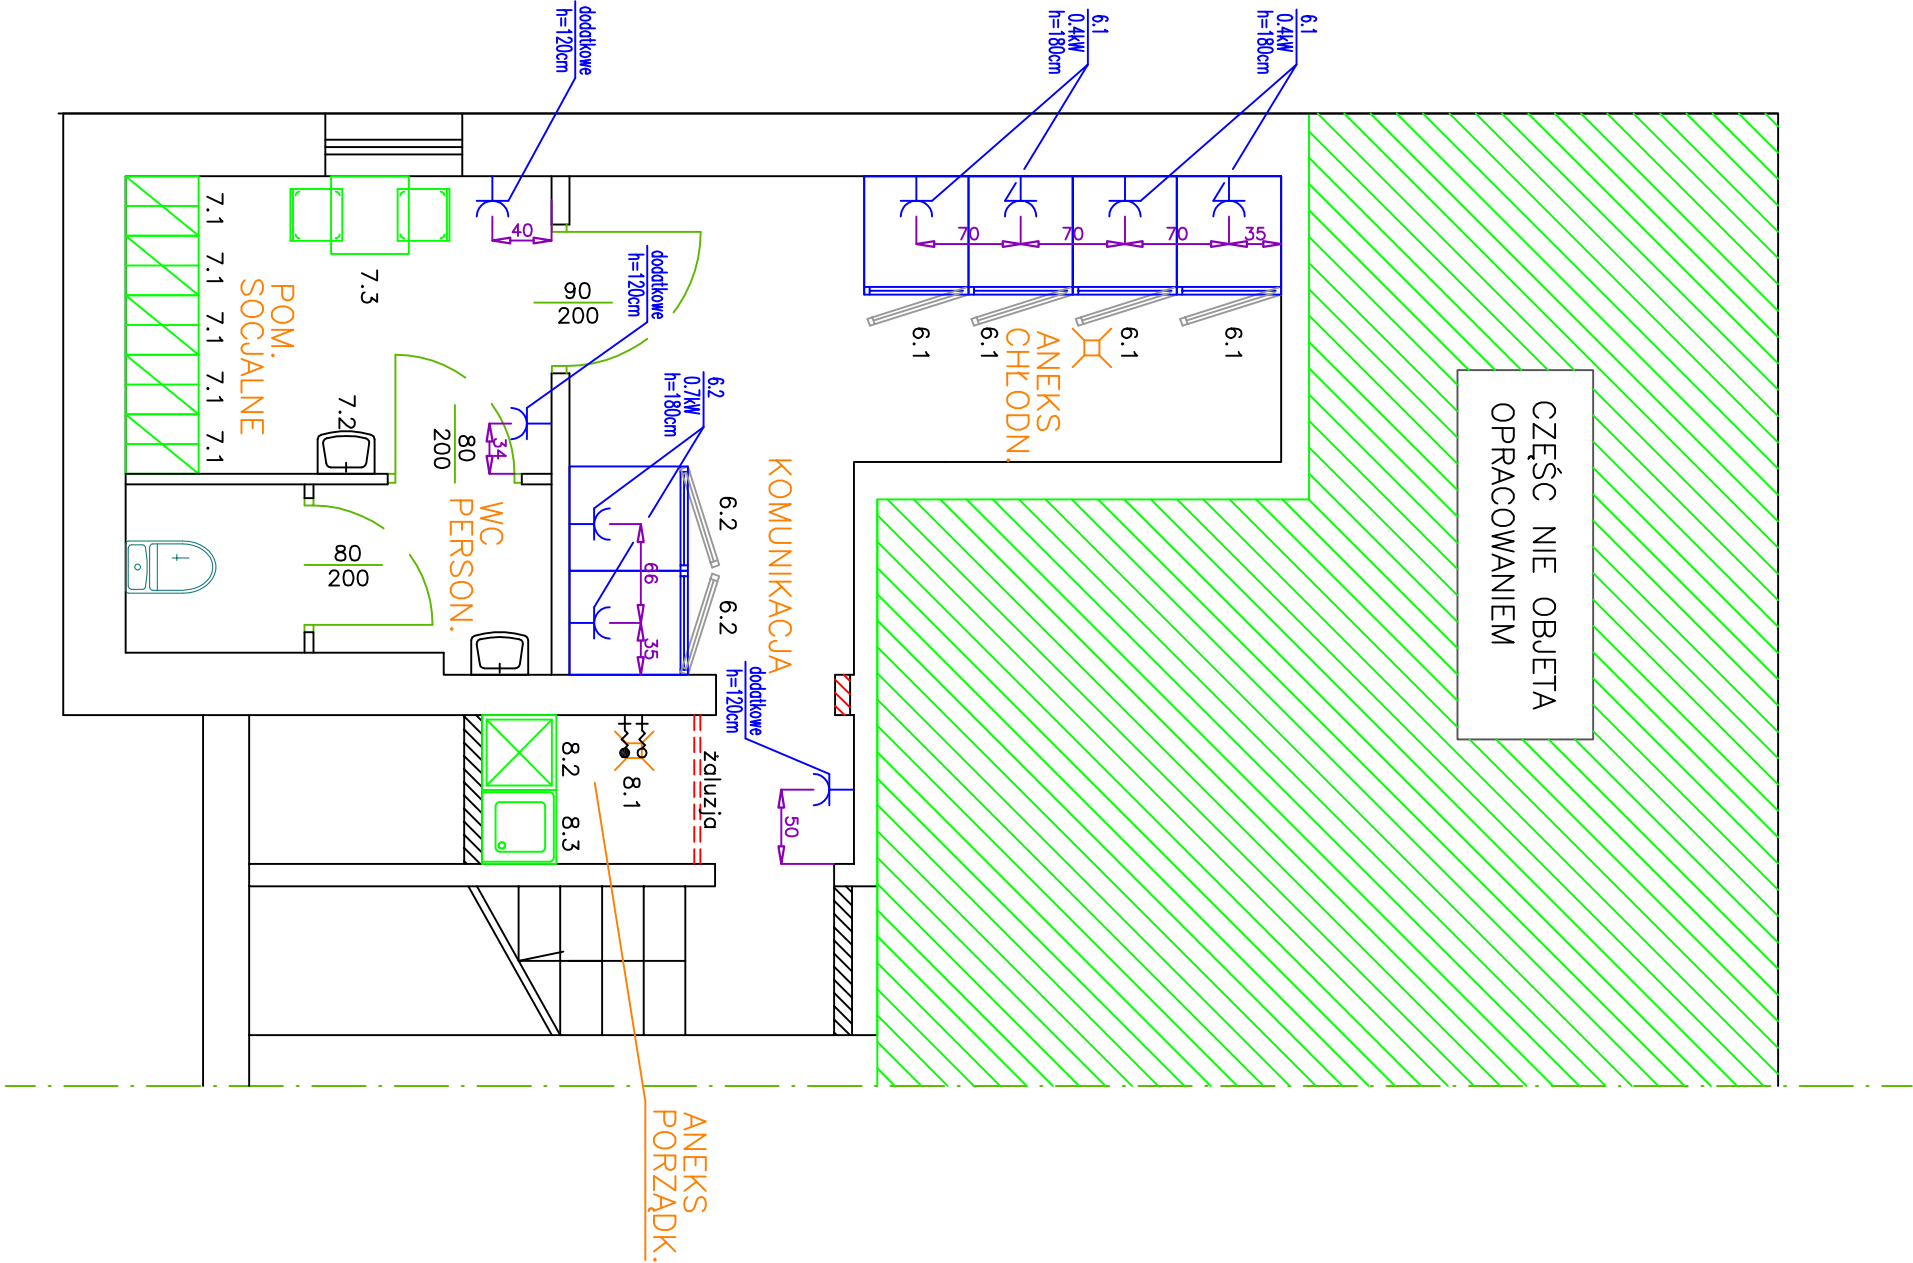 dodatkowe
h=120cm
6.1
0.4kW
h=180cm
6.1
0.4kW
h=180cm
40
70
70
70
35
7.1
7.1
7.1
7.1
7.1
7.3
POM.
SOCJALNE
90
200
dodatkowe
h=120cm
6.1
6.1
6.1
6.1
ANEKS
CHŁODN.
CZĘŚC NIE OBJETA
OPRACOWANIEM
7.2
80
200
34
6.2
0.7kW
h=180cm
WC
PERSON.
80
200
6.2
6.2
66
35
KOMUNIKACJA
dodatkowe
h=120cm
50
żaluzja
8.1
8.2
8.3
ANEKS
PORZĄDK.